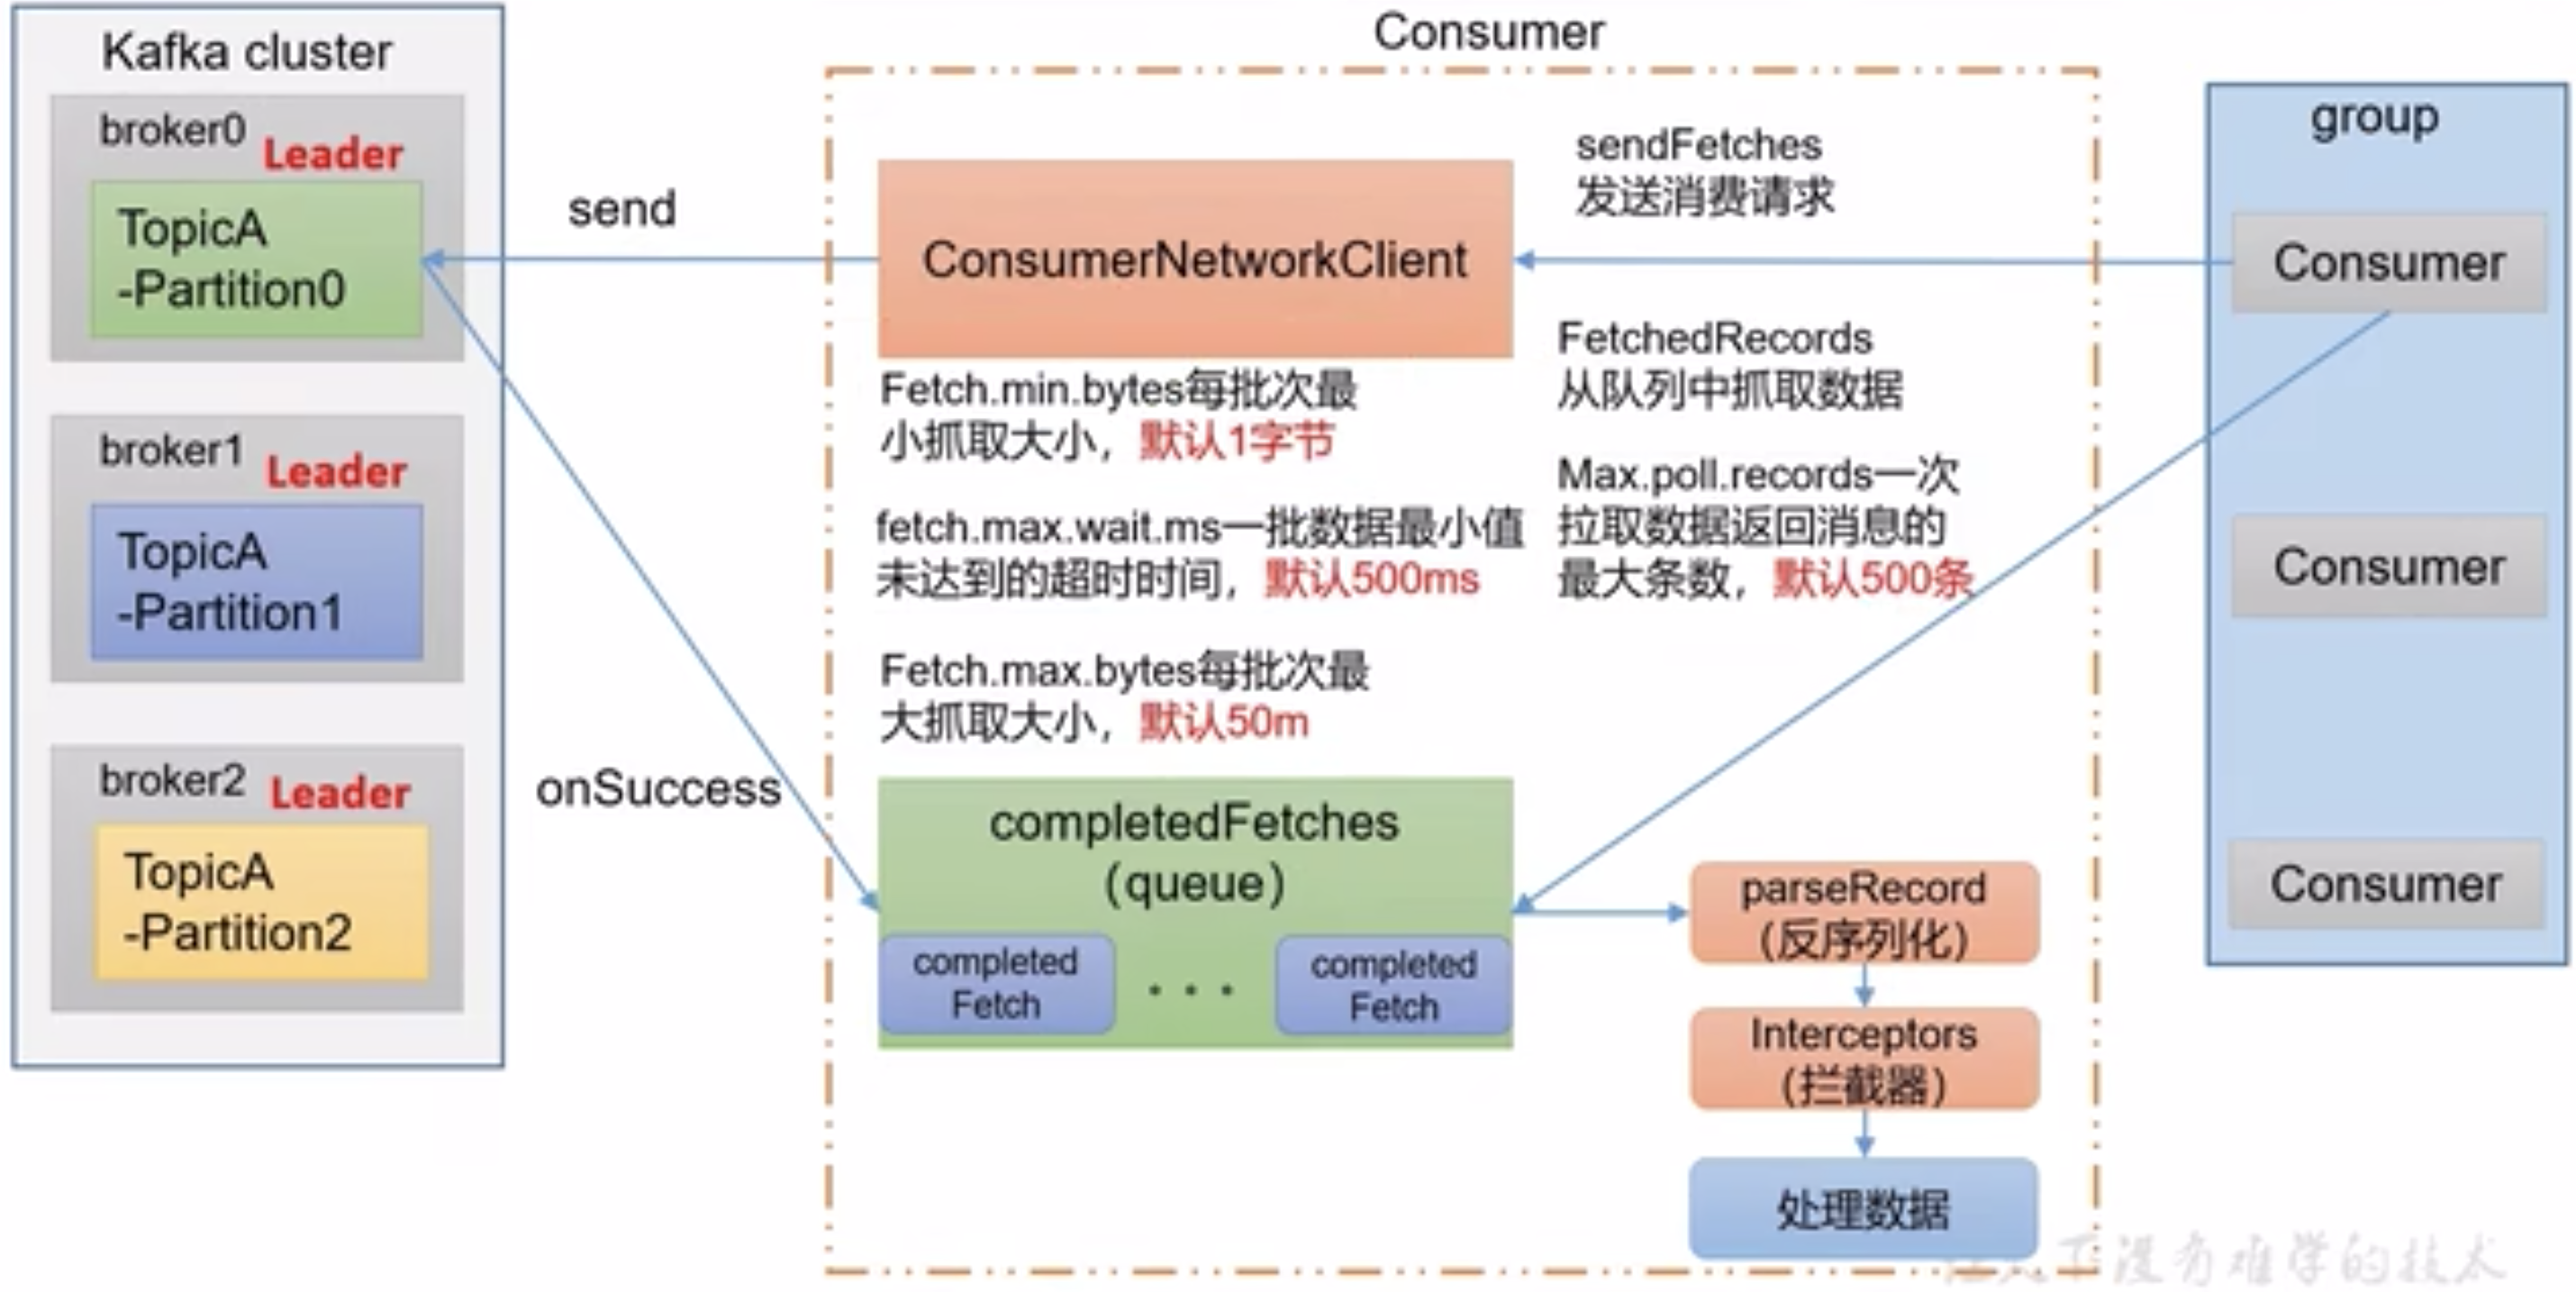 Kafka cluster
broker0
Leader
TopicA
-Partition0
broker1
Leader
TopicA
-Partition1
broker2
Leader
TopicA
-Partition2
send
onSuccess
Consumer
ConsumerNetworkClient
sendFetches
发送消费请求
Fetch.min.bytes每批次最
小抓取大小，默认1字节
fetch.max.wait.ms一批数据最小值
未达到的超时时间，默认500ms
Fetch.max.bytes每批次最
大抓取大小，默认50m
FetchedRecords
从队列中抓取数据
Max.poll.records一次
拉取数据返回消息的
最大条数，默认500条
completedFetches
(queue)
completed
Fetch
· · ·
completed
Fetch
parseRecord
(反序列化)
Interceptors
(拦截器)
处理数据
group
Consumer
Consumer
Consumer
下没有难学的技术